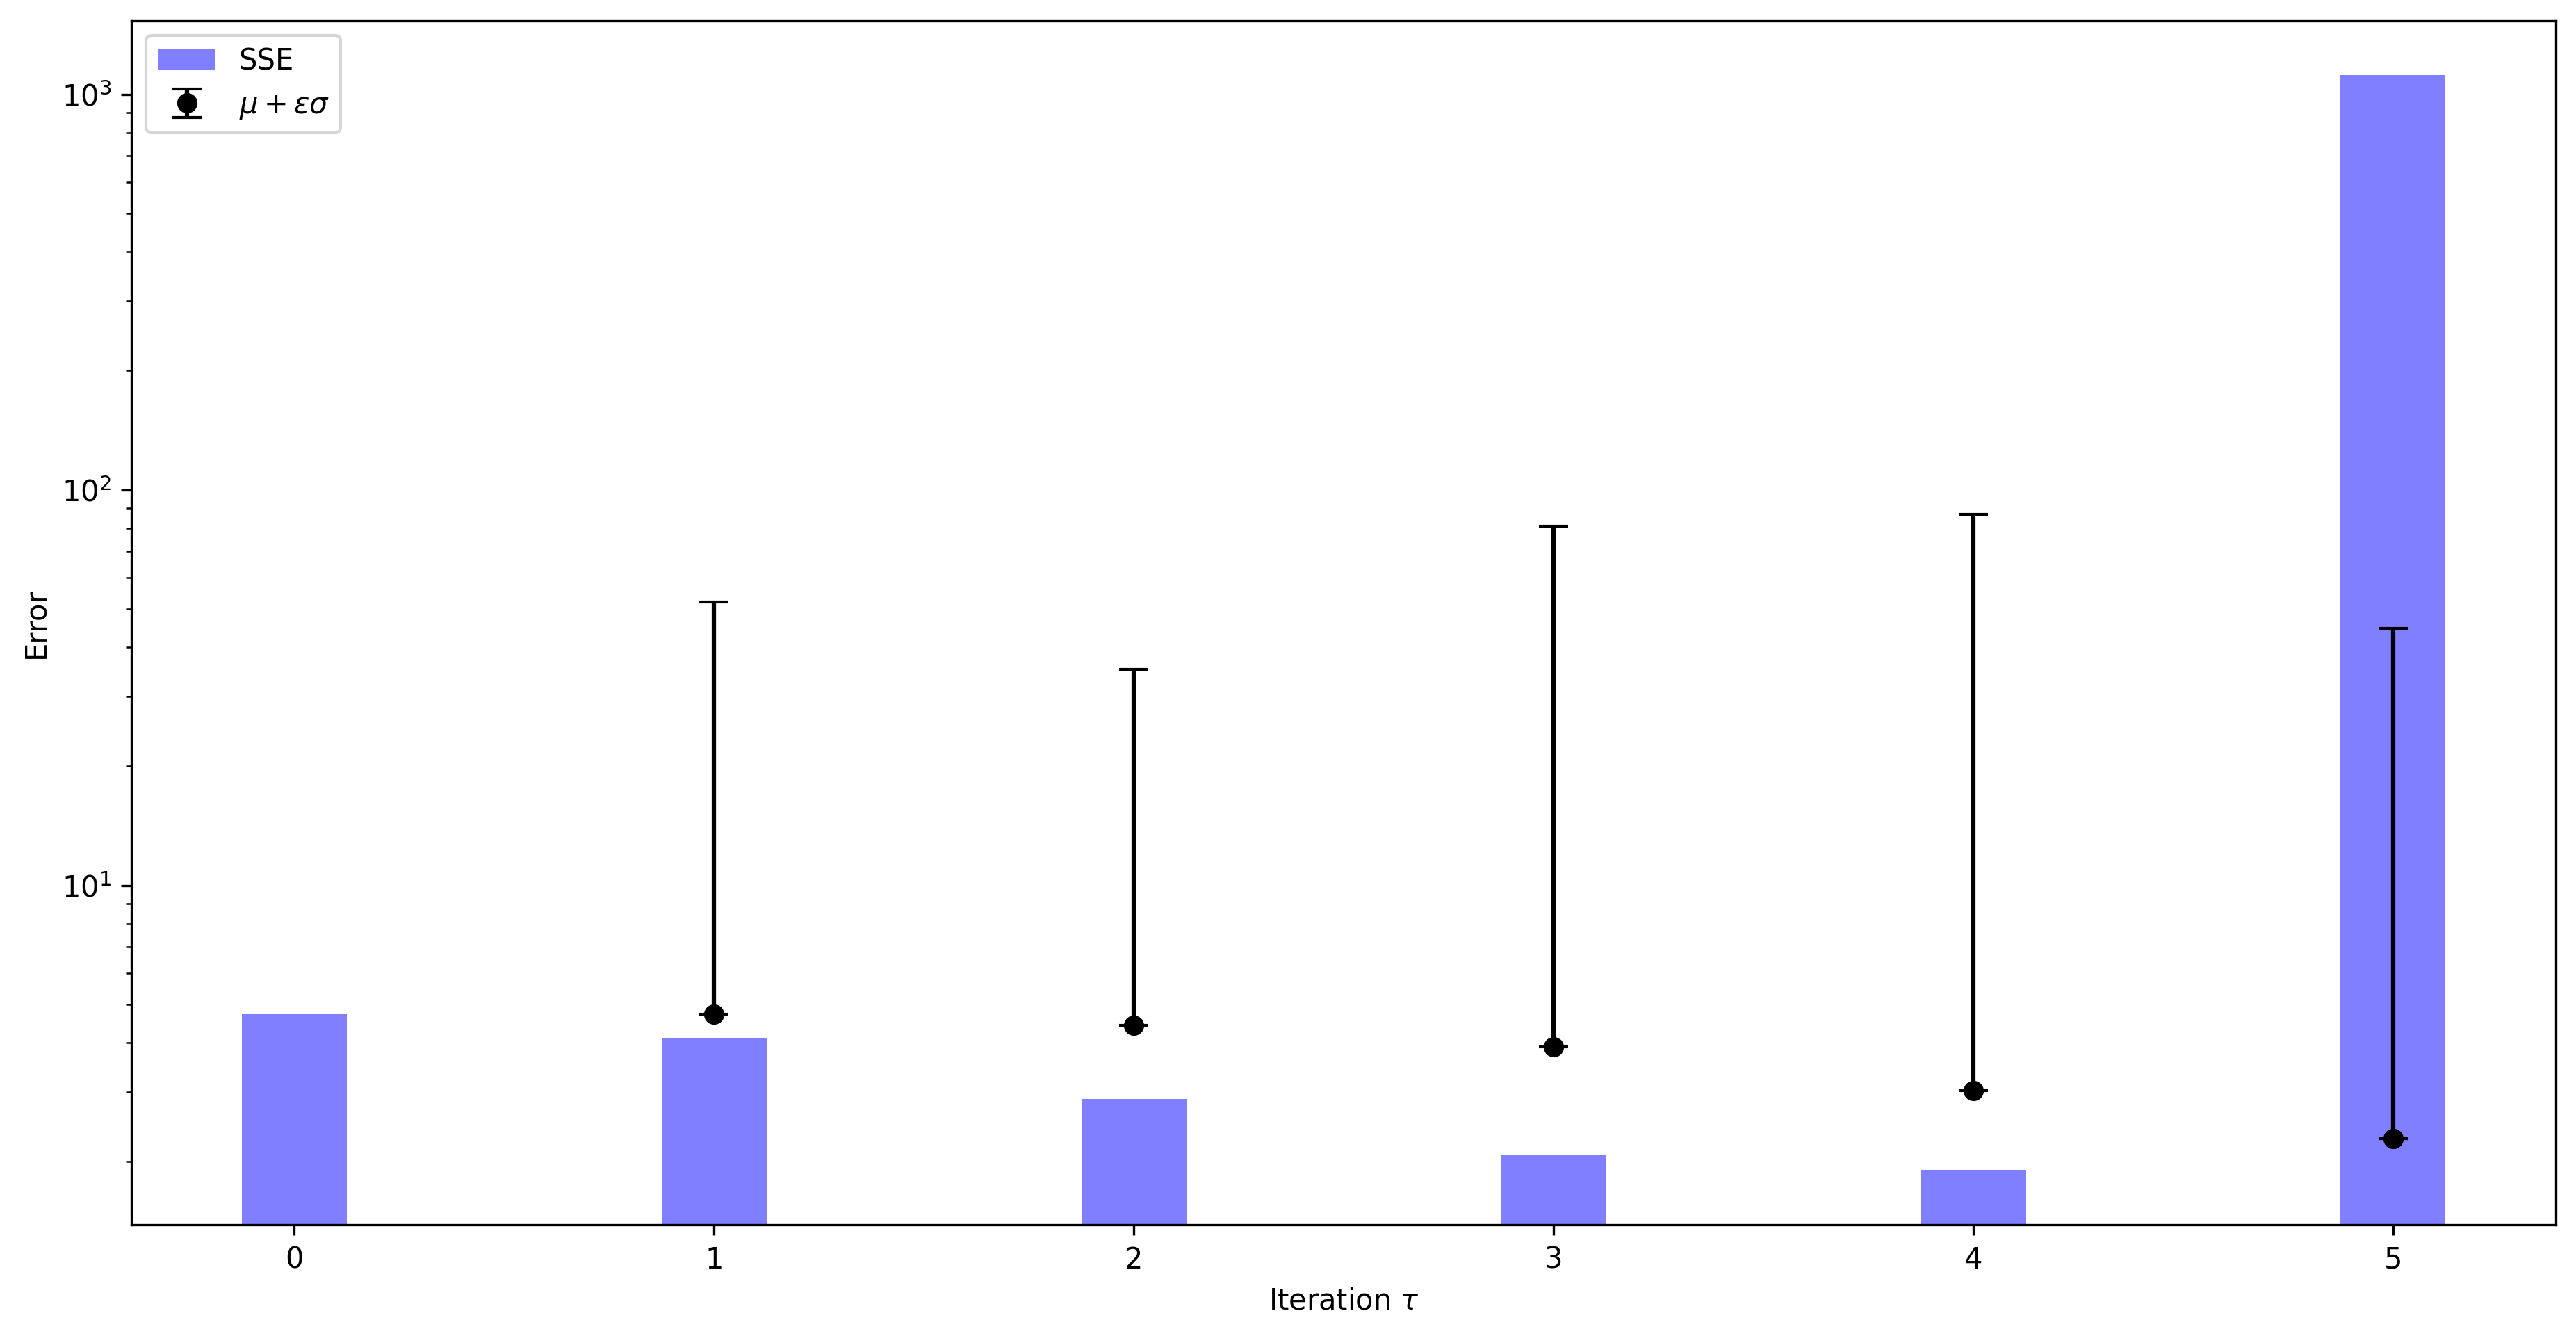 SSE
μ + εσ
10³
10²
10¹
Error
0 1 2 3 4 5
Iteration τ